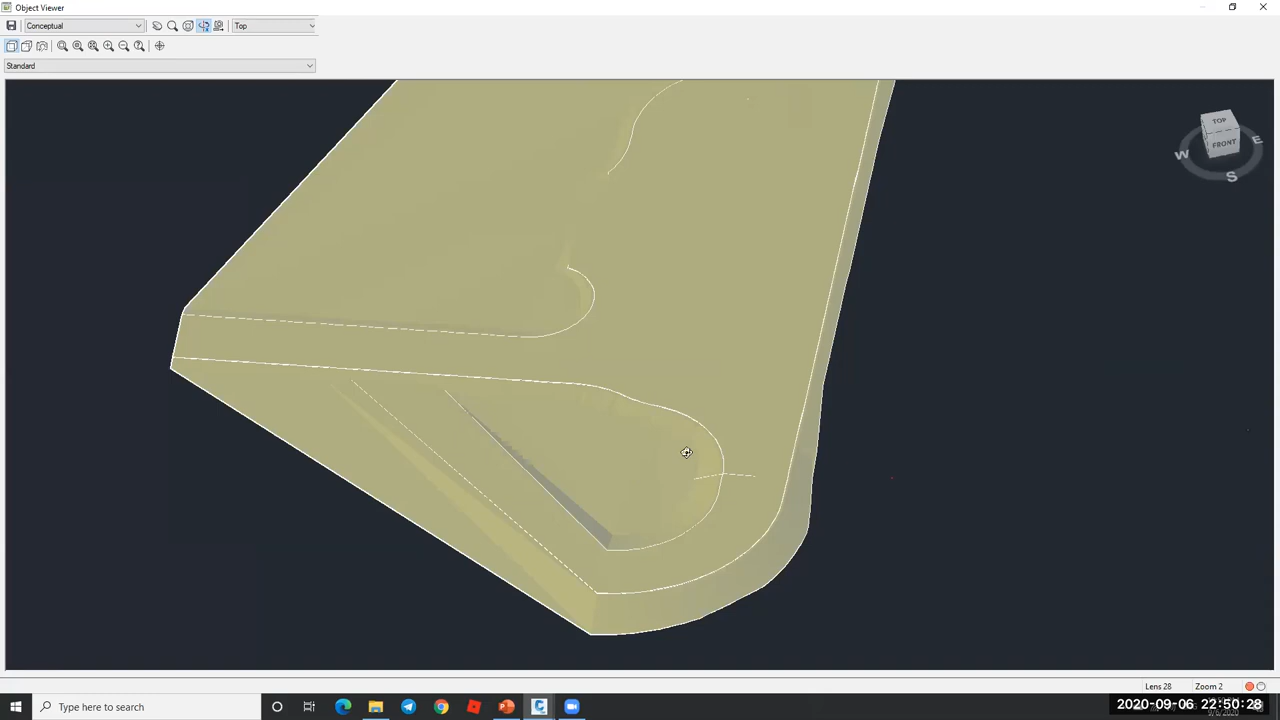 Object Viewer
Conceptual
Top
Standard
TOP
FRONT
W
E
S
Lens 28
Zoom 2
Type here to search
2020-09-06 22:50:28